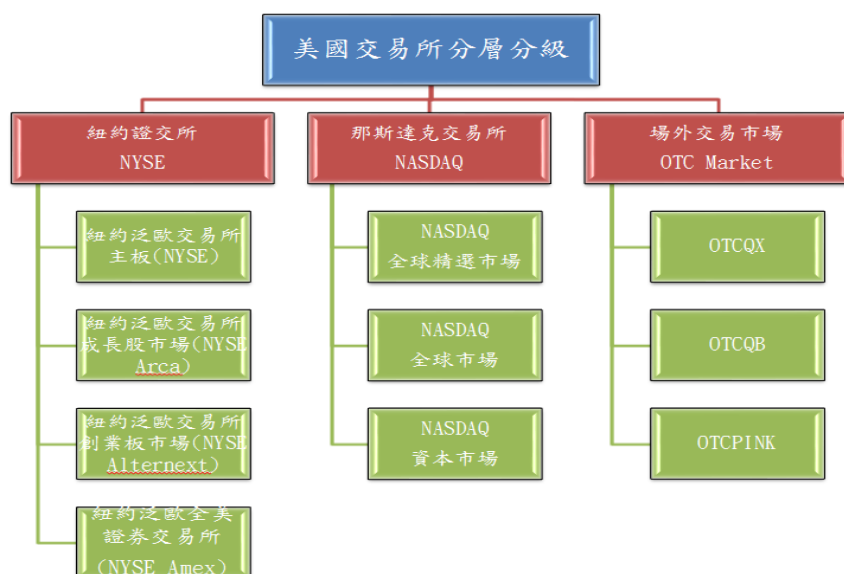 美國交易所分層分級
紐約證交所
NYSE
那斯達克交易所
NASDAQ
場外交易市場
OTC Market
紐約泛歐交易所
主板(NYSE)
紐約泛歐交易所
成長股市場(NYSE
Arca)
紐約泛歐交易所
創業板市場(NYSE
Alternext)
紐約泛歐全美
證券交易所
(NYSE Amex)
NASDAQ
全球精選市場
NASDAQ
全球市場
NASDAQ
資本市場
OTCQX
OTCQB
OTCPINK